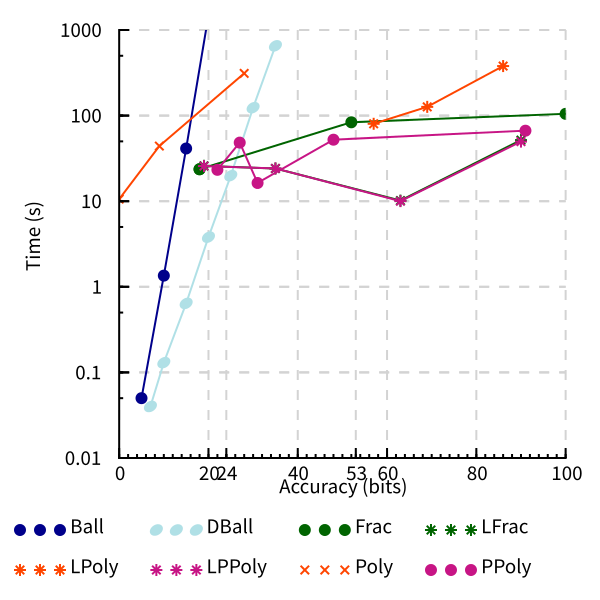 1000
100
10
1
0.1
0.01
Time (s)
0 20 24 40 53 60 80 100
Accuracy (bits)
Ball DBall Frac LFrac
LPoly LPPoly Poly PPoly